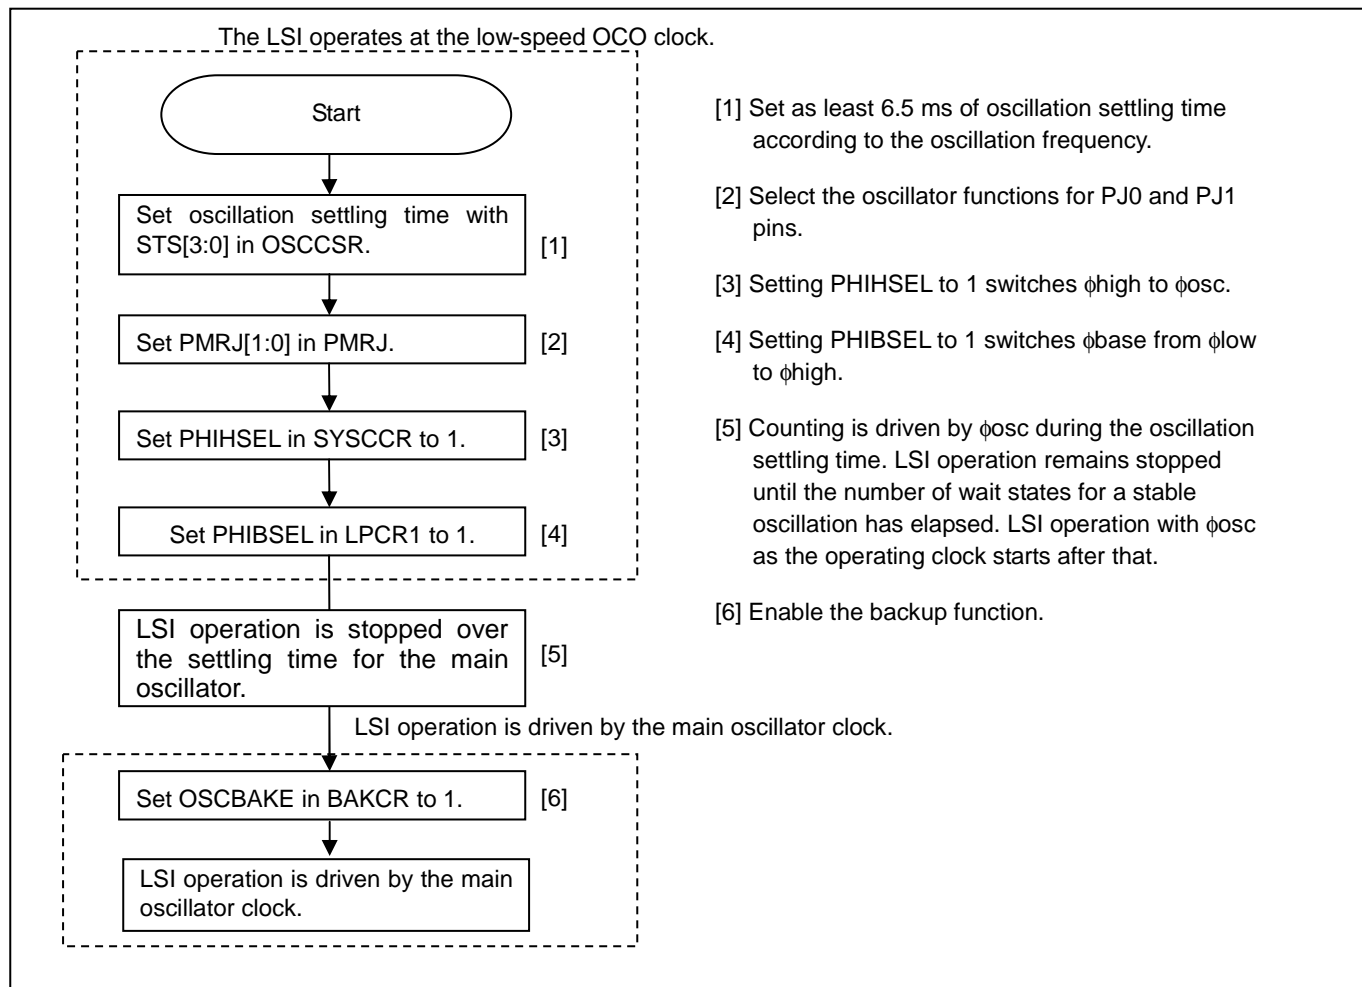 The LSI operates at the low-speed OCO clock.
Start
Set oscillation settling time with
STS[3:0] in OSCCSR.
[1]
Set PMRJ[1:0] in PMRJ.
[2]
Set PHIHSEL in SYSCCR to 1.
[3]
Set PHIBSEL in LPCR1 to 1.
[4]
LSI operation is stopped over
the settling time for the main
oscillator.
[5]
LSI operation is driven by the main oscillator clock.
Set OSCBAKE in BAKCR to 1.
[6]
LSI operation is driven by the main
oscillator clock.
[1] Set as least 6.5 ms of oscillation settling time
according to the oscillation frequency.
[2] Select the oscillator functions for PJ0 and PJ1
pins.
[3] Setting PHIHSEL to 1 switches ϕhigh to ϕosc.
[4] Setting PHIBSEL to 1 switches ϕbase from ϕlow
to ϕhigh.
[5] Counting is driven by ϕosc during the oscillation
settling time. LSI operation remains stopped
until the number of wait states for a stable
oscillation has elapsed. LSI operation with ϕosc
as the operating clock starts after that.
[6] Enable the backup function.